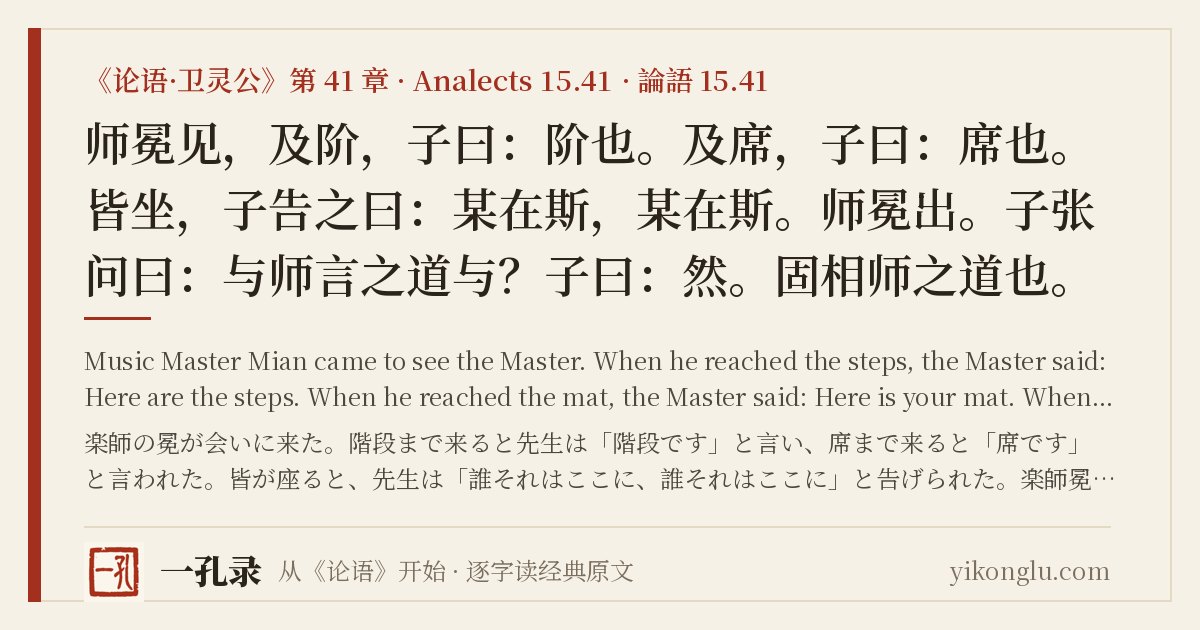 《论语·卫灵公》第 41 章 · Analects 15.41 · 論語 15.41
师冕见，及阶，子曰：阶也。及席，子曰：席也。
皆坐，子告之曰：某在斯，某在斯。师冕出。子张
问曰：与师言之道与？子曰：然。固相师之道也。
Music Master Mian came to see the Master. When he reached the steps, the Master said:
Here are the steps. When he reached the mat, the Master said: Here is your mat. When...
楽師の冕が会いに来た。階段まで来ると先生は「階段です」と言い、席まで来ると「席です」
と言われた。皆が座ると、先生は「誰それはここに、誰それはここに」と告げられた。楽師冕…
一孔
一孔录 从《论语》开始 · 逐字读经典原文 yikonglu.com